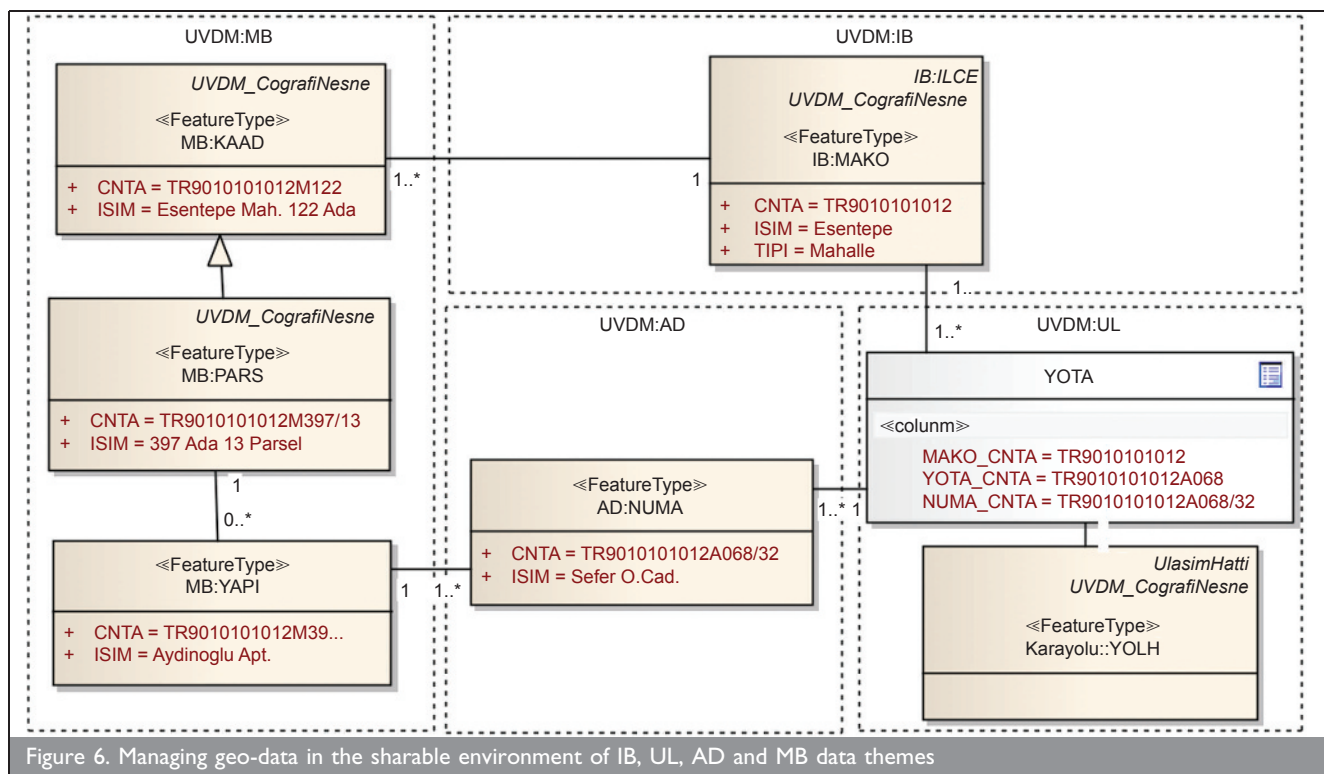 UVDM:MB
UVDM_CografiNesne
≪FeatureType≫
MB:KAAD
+ CNTA = TR9010101012M122
+ ISIM = Esentepe Mah. 122 Ada
1..*
1
UVDM:IB
IB:ILCE
UVDM_CografiNesne
≪FeatureType≫
IB:MAKO
+ CNTA = TR9010101012
+ ISIM = Esentepe
+ TIPI = Mahalle
1..
1..*
UVDM_CografiNesne
≪FeatureType≫
MB:PARS
+ CNTA = TR9010101012M397/13
+ ISIM = 397 Ada 13 Parsel
1
0..*
≪FeatureType≫
MB:YAPI
+ CNTA = TR9010101012M39...
+ ISIM = Aydinoglu Apt.
1
1..*
UVDM:AD
≪FeatureType≫
AD:NUMA
+ CNTA = TR9010101012A068/32
+ ISIM = Sefer O.Cad.
1..*
1
UVDM:UL
YOTA
≪colunm≫
MAKO_CNTA = TR9010101012
YOTA_CNTA = TR9010101012A068
NUMA_CNTA = TR9010101012A068/32
UlasimHatti
UVDM_CografiNesne
≪FeatureType≫
Karayolu::YOLH
Figure 6. Managing geo-data in the sharable environment of IB, UL, AD and MB data themes